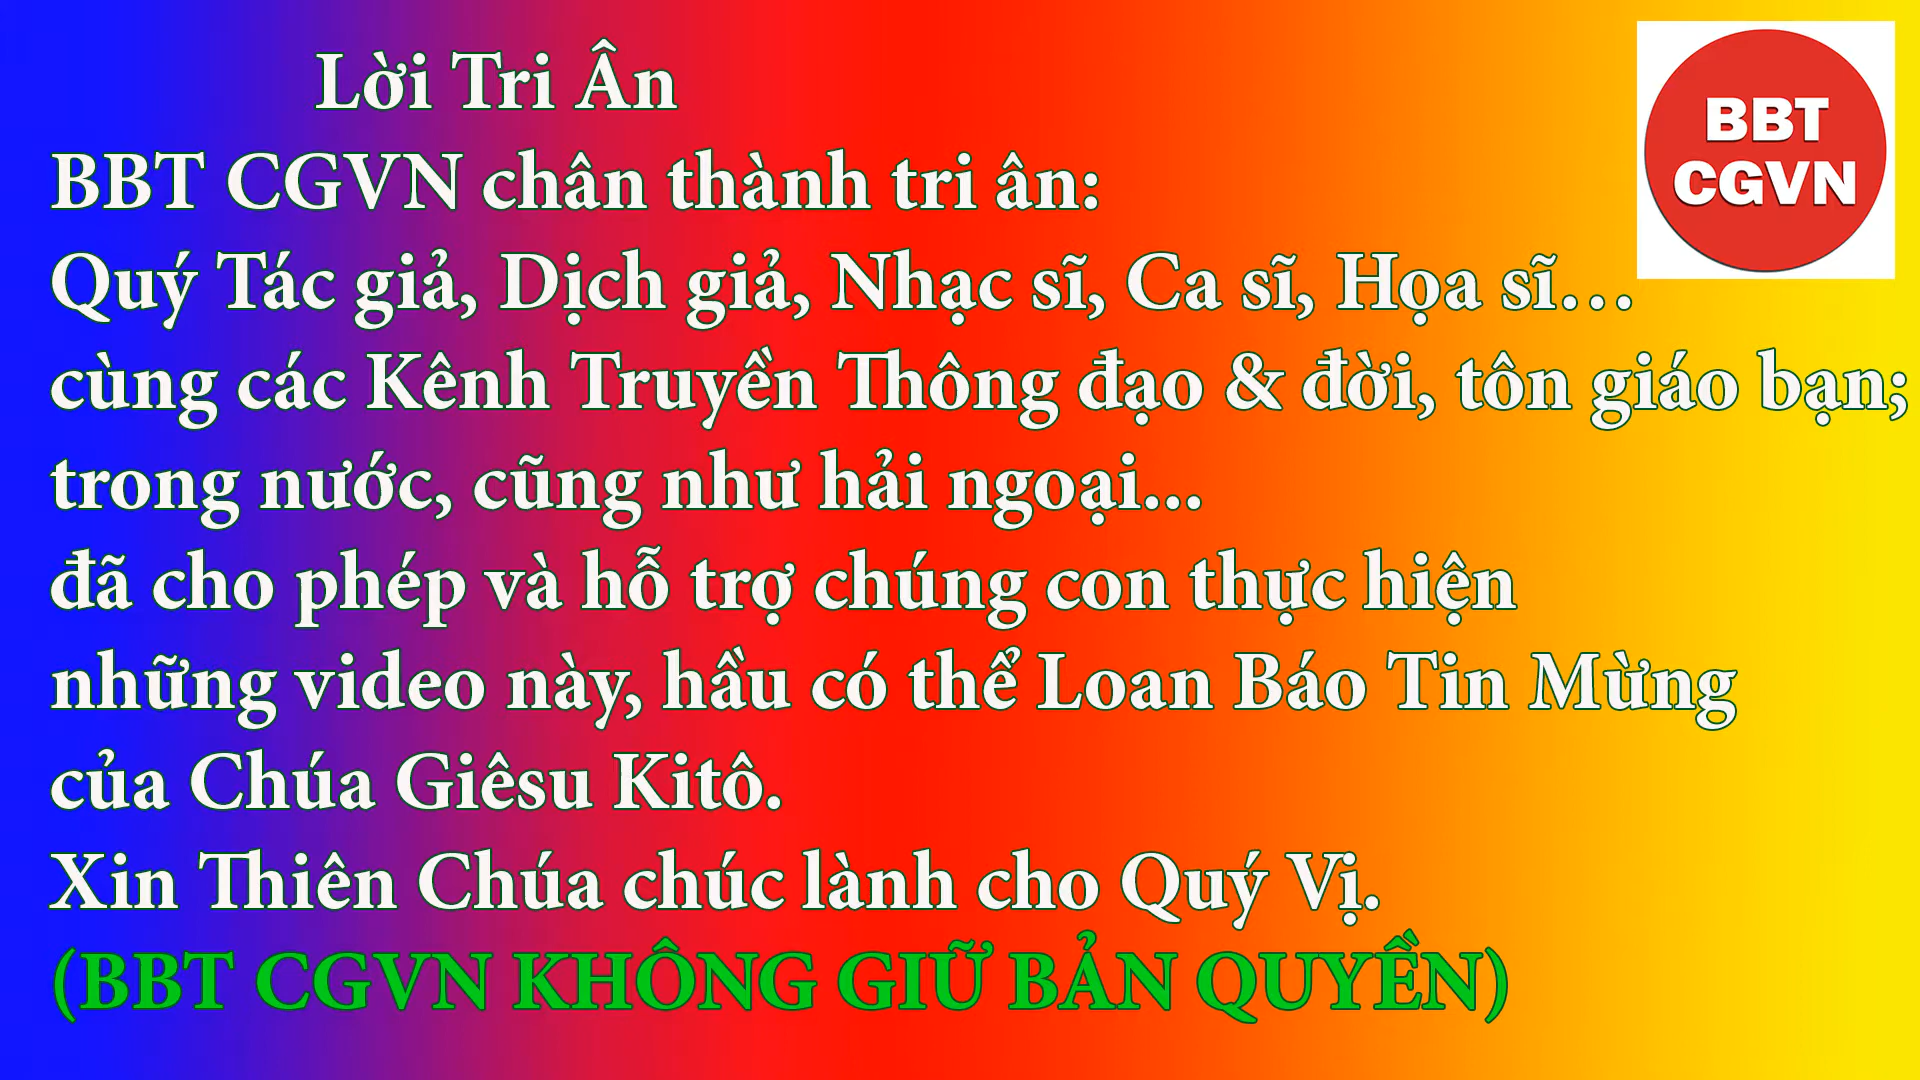 Lời Tri Ân
BBT CGVN chân thành tri ân:
Quý Tác giả, Dịch giả, Nhạc sĩ, Ca sĩ, Họa sĩ…
cùng các Kênh Truyền Thông đạo & đời, tôn giáo bạn;
trong nước, cũng như hải ngoại...
đã cho phép và hỗ trợ chúng con thực hiện
những video này, hầu có thể Loan Báo Tin Mừng
của Chúa Giêsu Kitô.
Xin Thiên Chúa chúc lành cho Quý Vị.
(BBT CGVN KHÔNG GIỮ BẢN QUYỀN)
BBT
CGVN